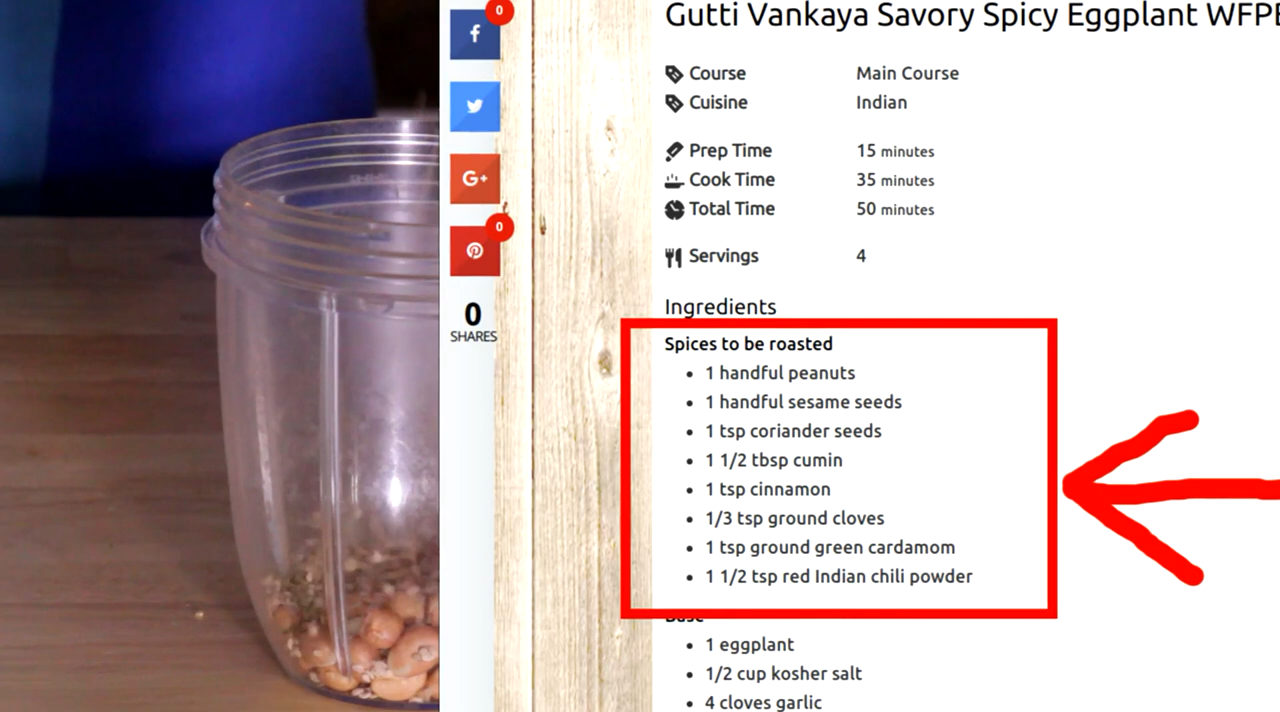 0
f
G+
0
0
SHARES
Gutti Vankaya Savory Spicy Eggplant WFPB
Course Main Course
Cuisine Indian
Prep Time 15 minutes
Cook Time 35 minutes
Total Time 50 minutes
Servings 4
Ingredients
Spices to be roasted
• 1 handful peanuts
• 1 handful sesame seeds
• 1 tsp coriander seeds
• 1 1/2 tbsp cumin
• 1 tsp cinnamon
• 1/3 tsp ground cloves
• 1 tsp ground green cardamom
• 1 1/2 tsp red Indian chili powder
Base
• 1 eggplant
• 1/2 cup kosher salt
• 4 cloves garlic